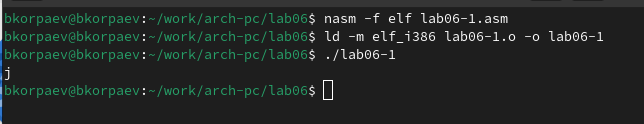 bkorpaev@bkorpaev:~/work/arch-pc/lab06$ nasm -f elf lab06-1.asm
bkorpaev@bkorpaev:~/work/arch-pc/lab06$ ld -m elf_i386 lab06-1.o -o lab06-1
bkorpaev@bkorpaev:~/work/arch-pc/lab06$ ./lab06-1
j
bkorpaev@bkorpaev:~/work/arch-pc/lab06$